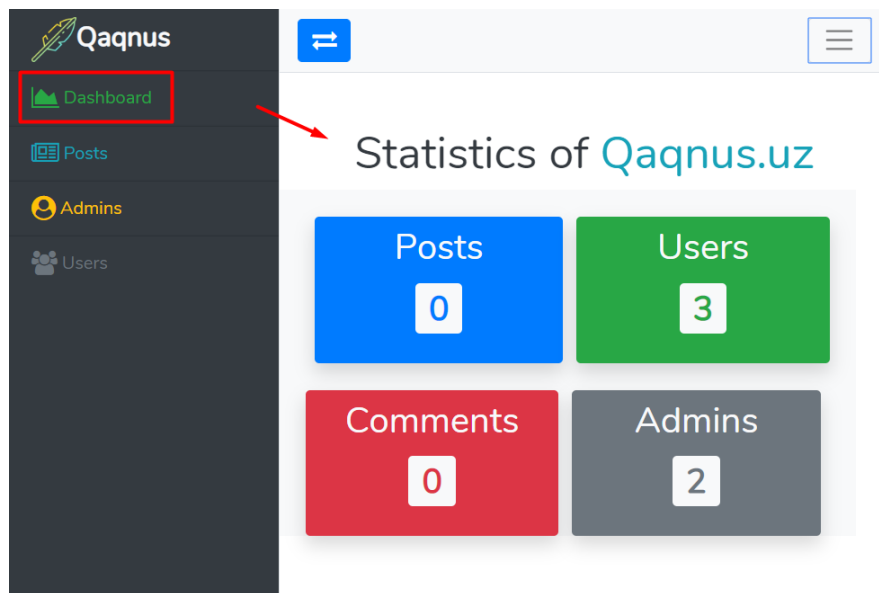 Qaqnus
Dashboard
Posts
Admins
Users
Statistics of Qaqnus.uz
Posts
0
Users
3
Comments
0
Admins
2